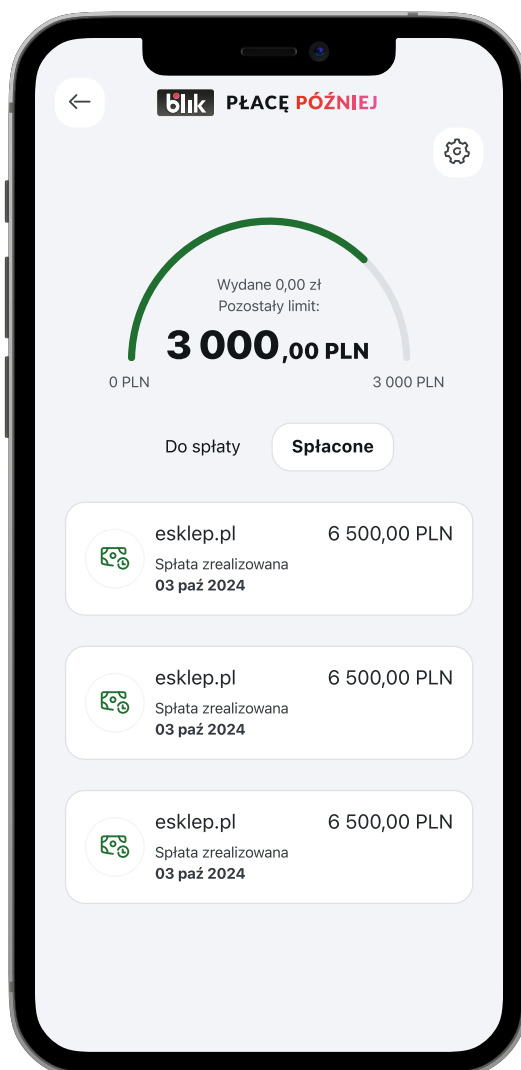 blik PŁACĘ PÓŹNIEJ
Wydane 0,00 zł
Pozostały limit:
3 000,00 PLN
0 PLN 3 000 PLN
Do spłaty Spłacone
esklep.pl 6 500,00 PLN
Spłata zrealizowana
03 paź 2024
esklep.pl 6 500,00 PLN
Spłata zrealizowana
03 paź 2024
esklep.pl 6 500,00 PLN
Spłata zrealizowana
03 paź 2024